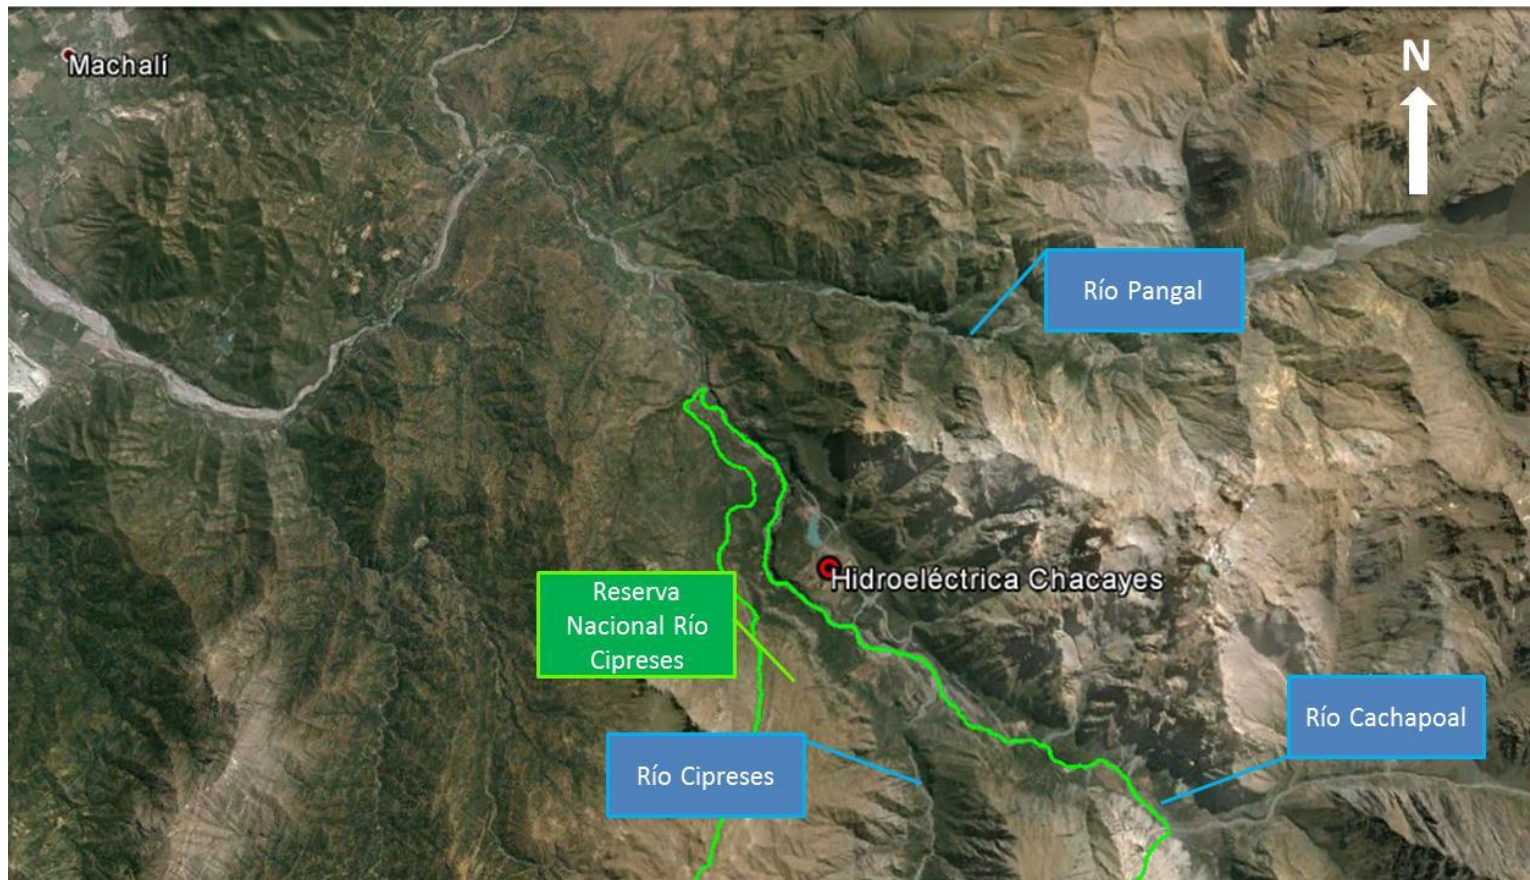 Machalí
N
Río Pangal
Hidroeléctrica Chacayes
Reserva
Nacional Río
Cipreses
Río Cachapoal
Río Cipreses